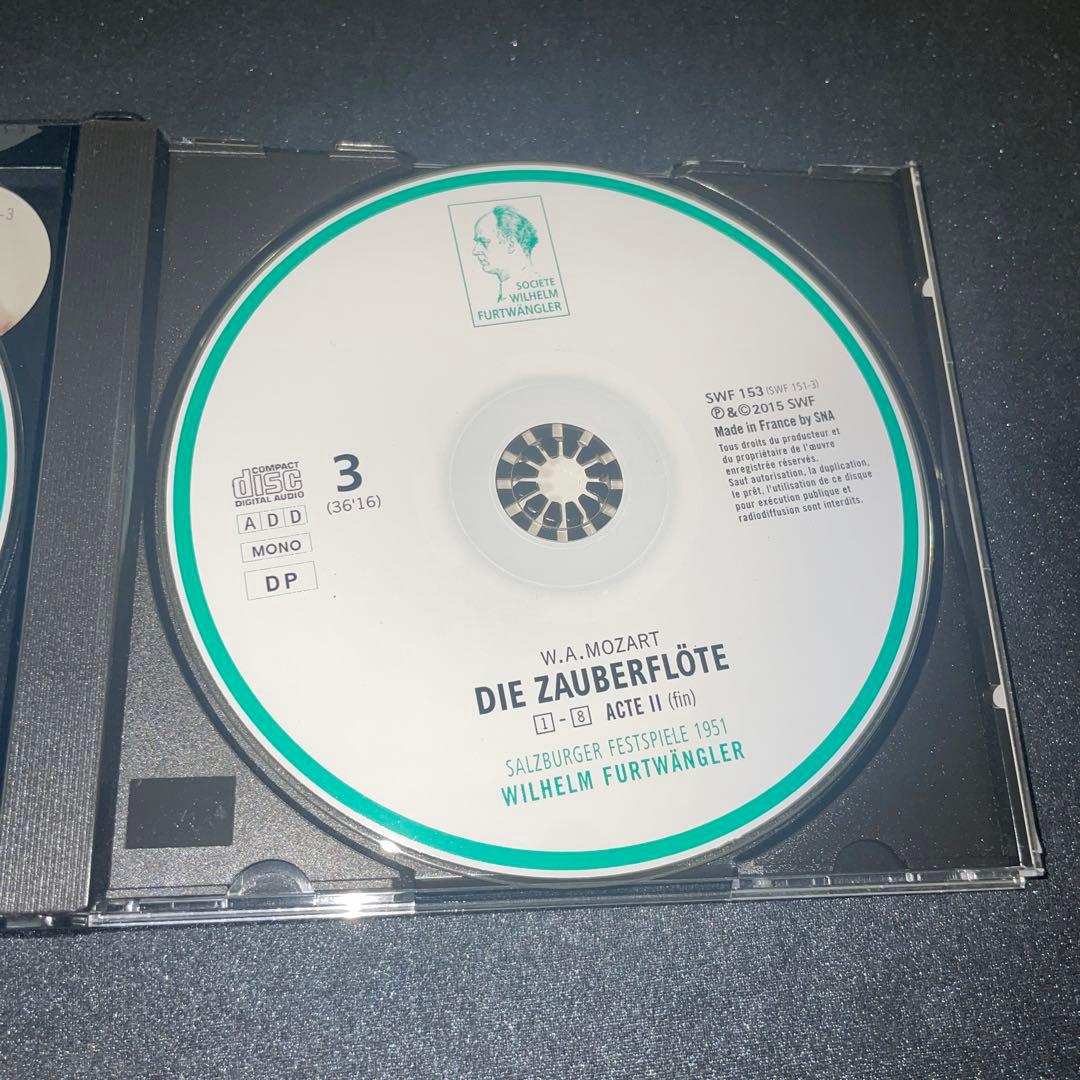 -3
SOCIETE
WILHELM
FURTWÄNGLER
SWF 153 (SWF 151-3)
℗ & © 2015 SWF
Made in France by SNA
Tous droits du producteur et
du propriétaire de l'œuvre
enregistrée réservés.
Sauf autorisation, la duplication,
le prêt, l'utilisation de ce disque
pour exécution publique et
radiodiffusion sont interdits.
COMPACT
disc
DIGITAL AUDIO
3
(36'16)
ADD
MONO
DP
W.A.MOZART
DIE ZAUBERFLÖTE
1 - 8 ACTE II (fin)
SALZBURGER FESTSPIELE 1951
WILHELM FURTWÄNGLER